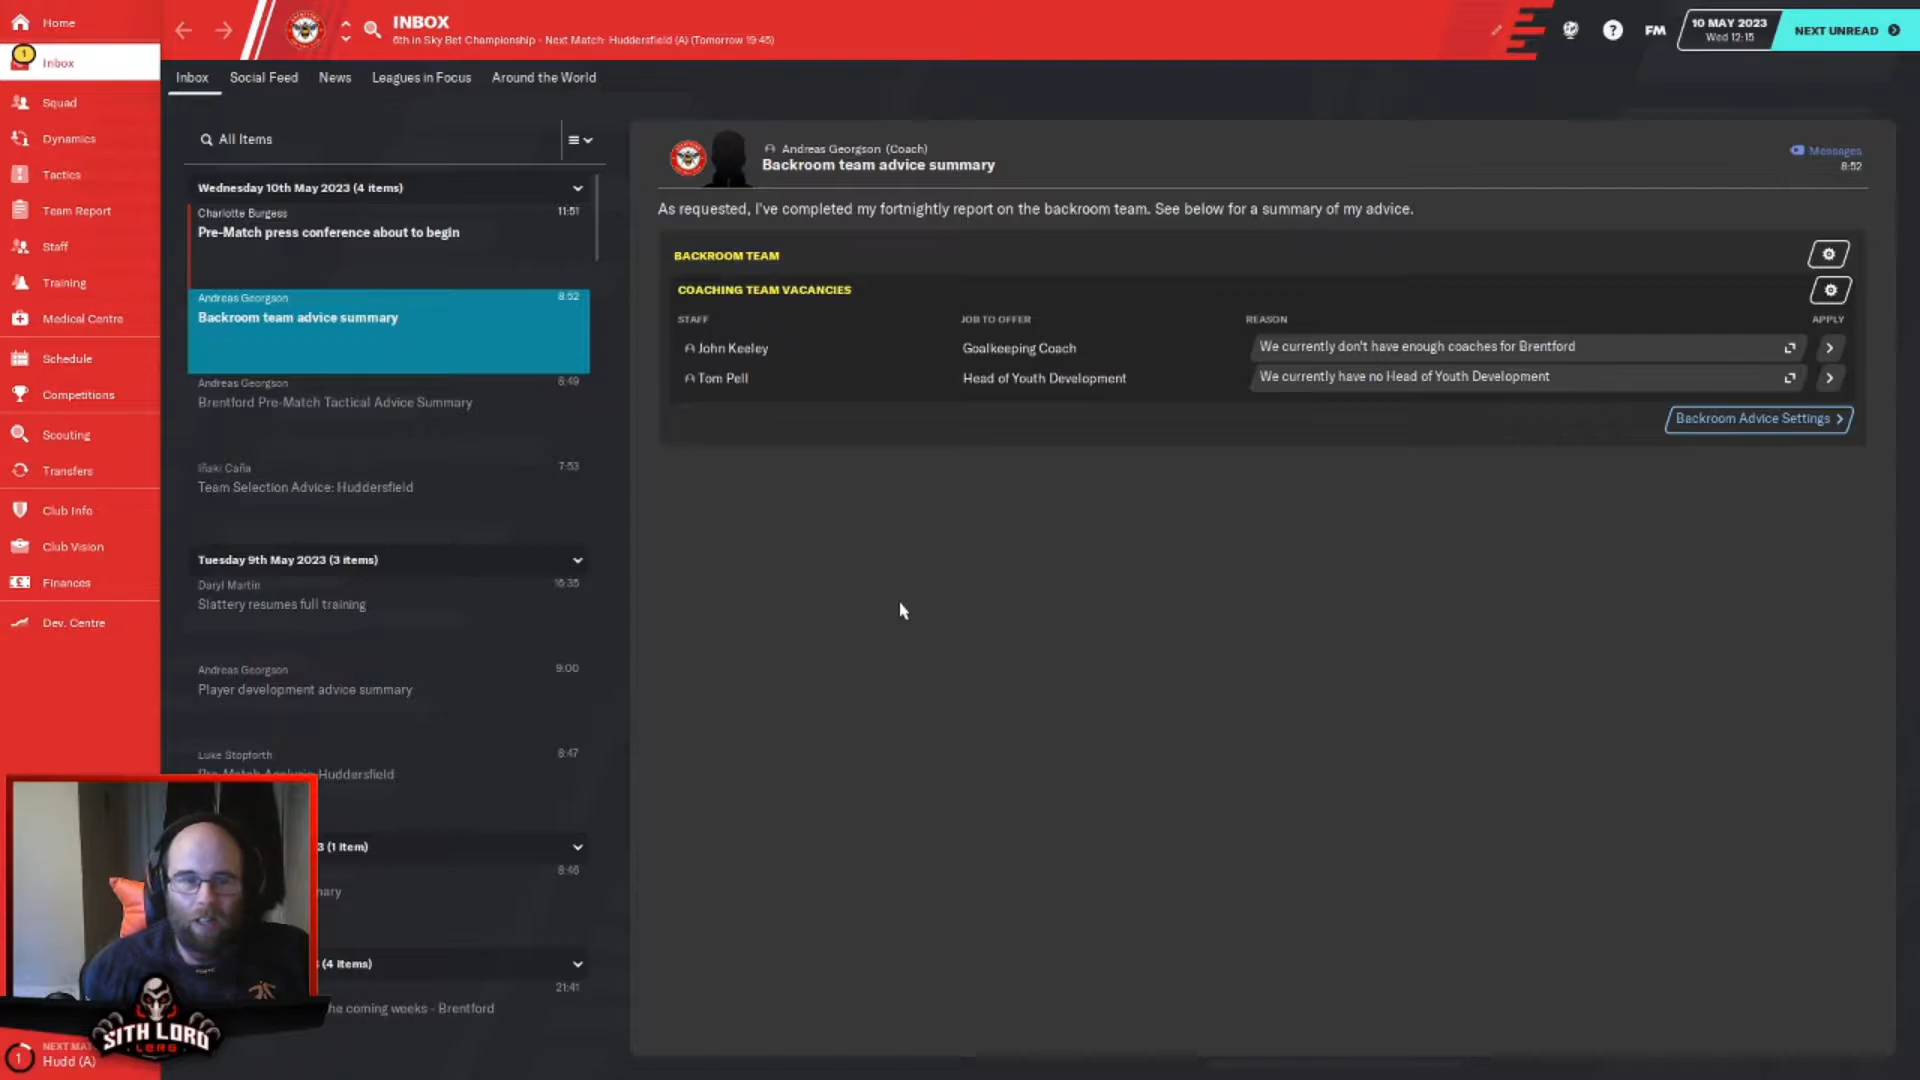 Home
INBOX
6th in Sky Bet Championship - Next Match: Huddersfield (A) (Tomorrow 19:45)
FM
10 MAY 2023
Wed 12:15
NEXT UNREAD
1
Inbox
Squad
Dynamics
Tactics
Team Report
Staff
Training
Medical Centre
Schedule
Competitions
Scouting
Transfers
Club Info
Club Vision
Finances
Dev. Centre
Inbox Social Feed News Leagues in Focus Around the World
All Items
Wednesday 10th May 2023 (4 items)
Charlotte Burgess 11:51
Pre-Match press conference about to begin
Andreas Georgson 8:52
Backroom team advice summary
Andreas Georgson 8:49
Brentford Pre-Match Tactical Advice Summary
Iñaki Caña 7:53
Team Selection Advice: Huddersfield
Tuesday 9th May 2023 (3 items)
Daryl Martin 16:35
Slattery resumes full training
Andreas Georgson 9:00
Player development advice summary
Luke Stopforth 8:47
Pre-Match Analysis: Huddersfield
3 (1 item)
8:46
nary
(4 items)
21:41
he coming weeks - Brentford
Andreas Georgson (Coach)
Backroom team advice summary
Messages
8:52
As requested, I've completed my fortnightly report on the backroom team. See below for a summary of my advice.
BACKROOM TEAM
COACHING TEAM VACANCIES
STAFF JOB TO OFFER REASON APPLY
John Keeley Goalkeeping Coach We currently don't have enough coaches for Brentford
Tom Pell Head of Youth Development We currently have no Head of Youth Development
Backroom Advice Settings
SITH LORD
LERG
1
NEXT MA
Hudd (A)